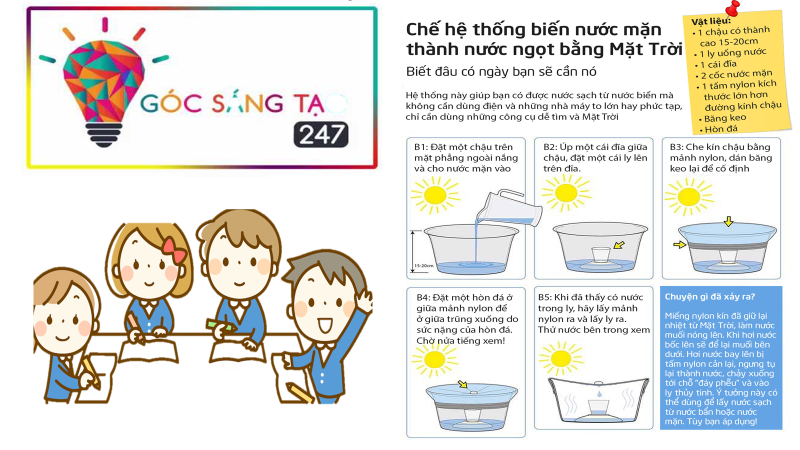 GÓC SÁNG TẠO
247
Chế hệ thống biến nước mặn
thành nước ngọt bằng Mặt Trời
Biết đâu có ngày bạn sẽ cần nó
Hệ thống này giúp bạn có được nước sạch từ nước biển mà
không cần dùng điện và những nhà máy to lớn hay phức tạp,
chỉ cần dùng những công cụ dễ tìm và Mặt Trời
Vật liệu:
• 1 chậu có thành
cao 15-20cm
• 1 ly uống nước
• 1 cái đĩa
• 2 cốc nước mặn
• 1 tấm nylon kích
thước lớn hơn
đường kính chậu
• Băng keo
• Hòn đá
B1: Đặt một chậu trên
mặt phẳng ngoài nắng
và cho nước mặn vào
15-20cm
B2: Úp một cái đĩa giữa
chậu, đặt một cái ly lên
trên đĩa.
B3: Che kín chậu bằng
mảnh nylon, dán băng
keo lại để cố định
B4: Đặt một hòn đá ở
giữa mảnh nylon để
ở giữa trũng xuống do
sức nặng của hòn đá.
Chờ nửa tiếng xem!
B5: Khi đã thấy có nước
trong ly, hãy lấy mảnh
nylon ra và lấy ly ra.
Thử nước bên trong xem
Chuyện gì đã xảy ra?
Miếng nylon kín đã giữ lại
nhiệt từ Mặt Trời, làm nước
muối nóng lên. Khi hơi nước
bốc lên sẽ để lại muối bên
dưới. Hơi nước bay lên bị
tấm nylon cản lại, ngưng tụ
lại thành nước, chảy xuống
tới chỗ "đáy phễu" và vào
ly thủy tinh. Ý tưởng này có
thể dùng để lấy nước sạch
từ nước bẩn hoặc nước
mặn. Tùy bạn áp dụng!